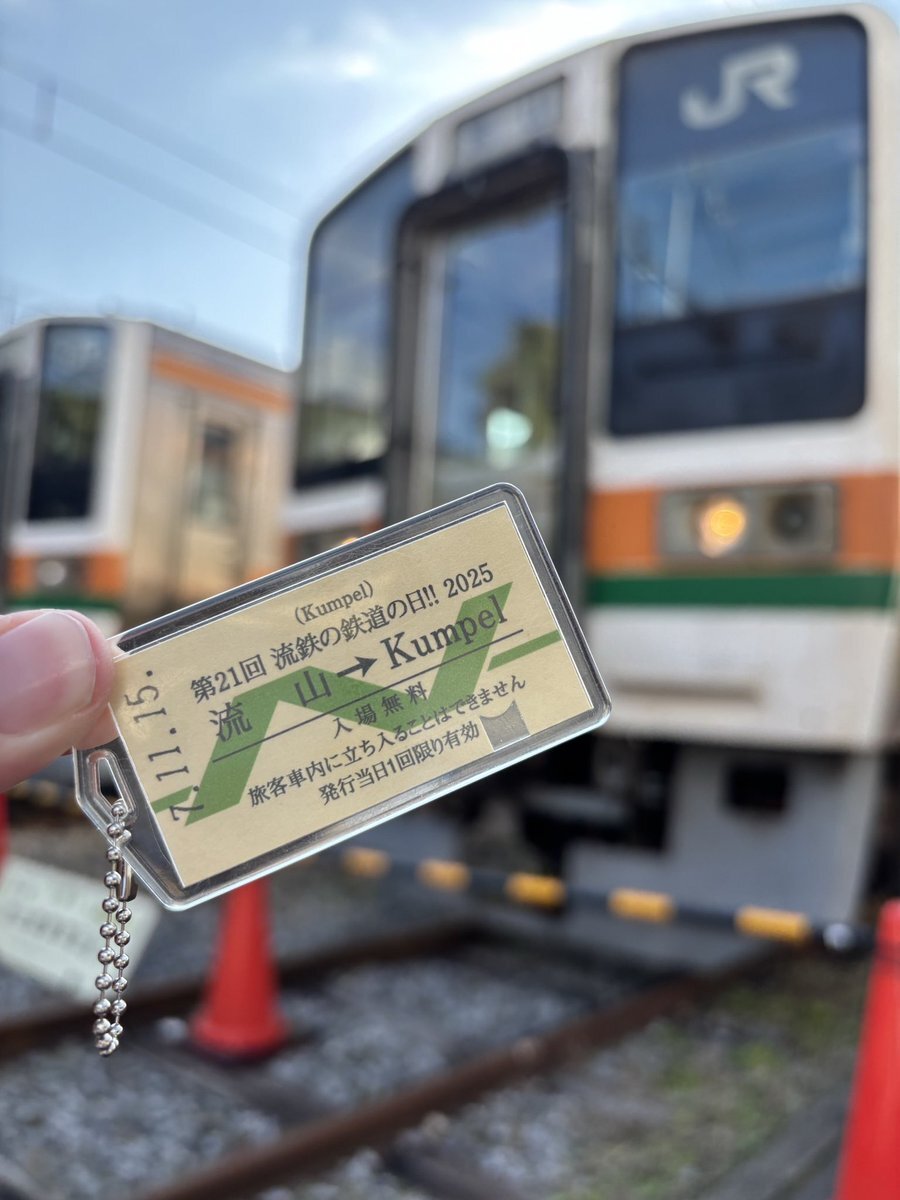 JR
(Kumpel)
第21回 流鉄の鉄道の日!! 2025
流 山→Kumpel
入場無料
旅客車内に立ち入ることはできません
発行当日1回限り有効
7.11.15.